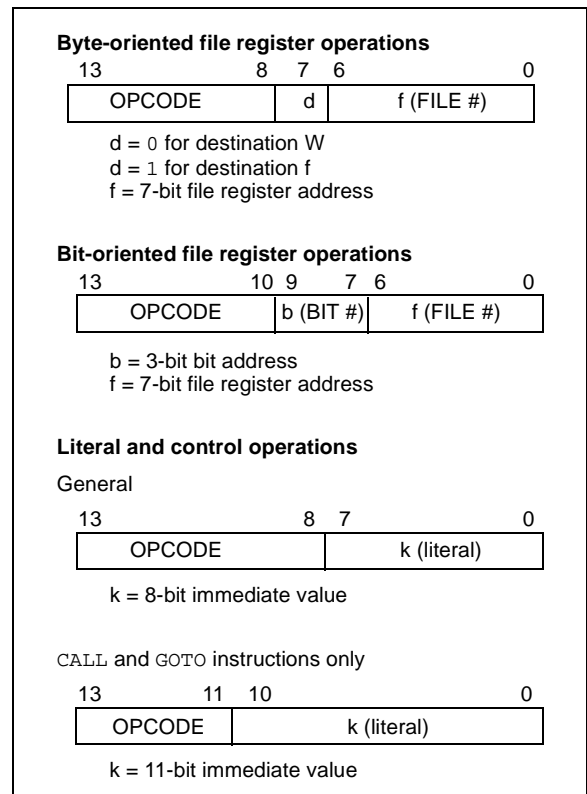 Byte-oriented file register operations
13 8 7 6 0
OPCODE d f (FILE #)
d = 0 for destination W
d = 1 for destination f
f = 7-bit file register address
Bit-oriented file register operations
13 10 9 7 6 0
OPCODE b (BIT #) f (FILE #)
b = 3-bit bit address
f = 7-bit file register address
Literal and control operations
General
13 8 7 0
OPCODE k (literal)
k = 8-bit immediate value
CALL and GOTO instructions only
13 11 10 0
OPCODE k (literal)
k = 11-bit immediate value